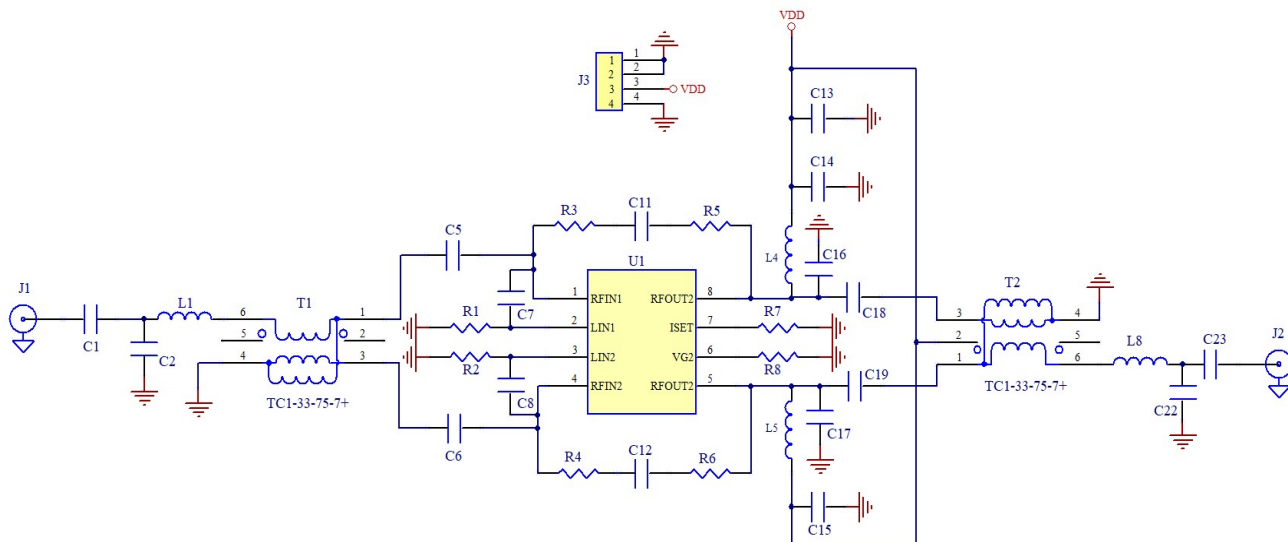 VDD
J3
1 1
2 2
3 3
4 4
VDD
C13
C14
R3
C11
R5
C5
L4
C16
U1
J1
L1
T1
C1
C2
6
5
4
1
2
3
TC1-33-75-7+
C6
R1
R2
C7
C8
1 RFIN1
2 LIN1
3 LIN2
4 RFIN2
RFOUT2 8
ISET 7
VG2 6
RFOUT2 5
R7
R8
C18
C19
T2
3
2
1
4
5
6
TC1-33-75-7+
L8
C23
J2
C22
L5
C17
R4
C12
R6
C15